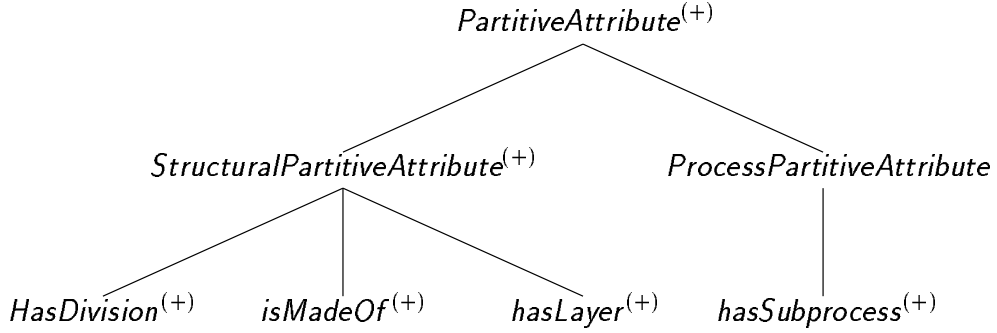 PartitiveAttribute(+)
StructuralPartitiveAttribute(+) ProcessPartitiveAttribute
HasDivision(+) isMadeOf(+) hasLayer(+) hasSubprocess(+)